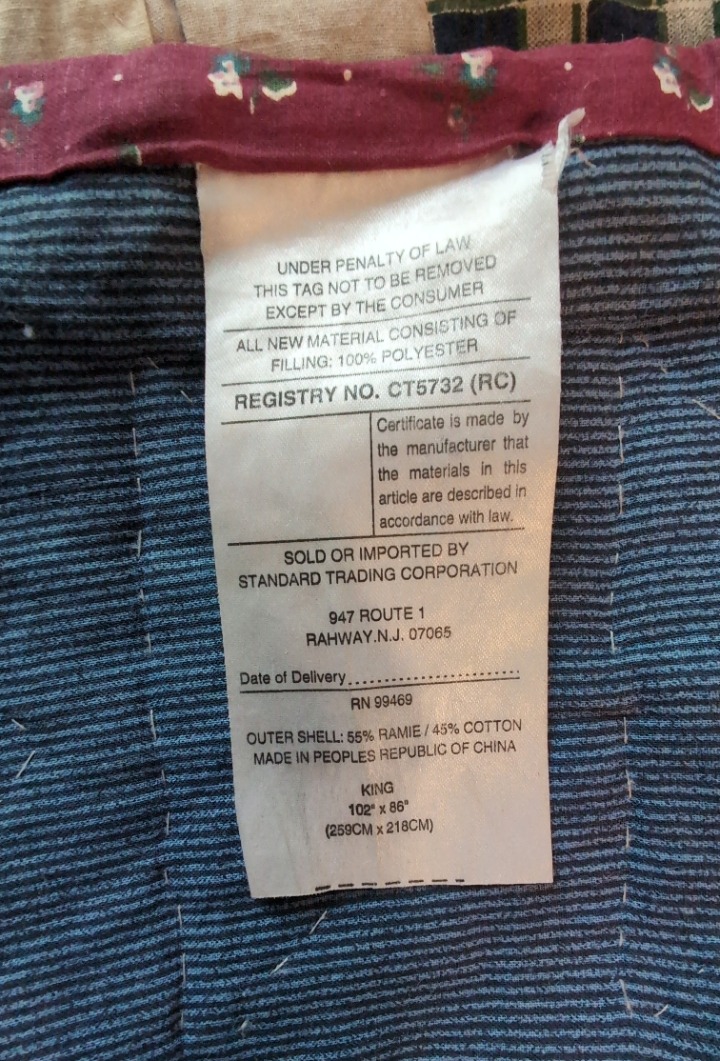 UNDER PENALTY OF LAW
THIS TAG NOT TO BE REMOVED
EXCEPT BY THE CONSUMER
ALL NEW MATERIAL CONSISTING OF
FILLING: 100% POLYESTER
REGISTRY NO. CT5732 (RC)
Certificate is made by
the manufacturer that
the materials in this
article are described in
accordance with law.
SOLD OR IMPORTED BY
STANDARD TRADING CORPORATION
947 ROUTE 1
RAHWAY.N.J. 07065
Date of Delivery........................
RN 99469
OUTER SHELL: 55% RAMIE / 45% COTTON
MADE IN PEOPLES REPUBLIC OF CHINA
KING
102" x 86"
(259CM x 218CM)